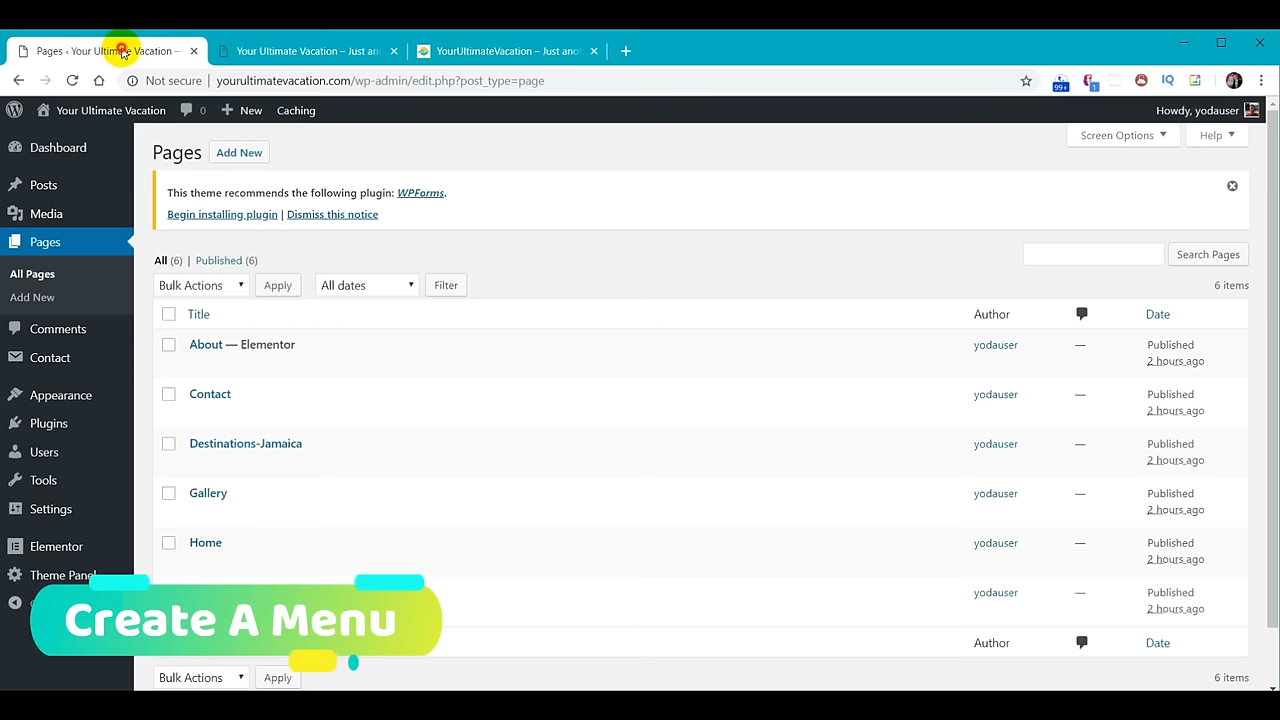 Pages ‹ Your Ultimate Vacation —
Your Ultimate Vacation – Just an
YourUltimateVacation – Just ano
Not secure | yourultimatevacation.com/wp-admin/edit.php?post_type=page
99+
1
IQ
Your Ultimate Vacation 0 New Caching
Howdy, yodauser
Dashboard
Posts
Media
Pages
All Pages
Add New
Comments
Contact
Appearance
Plugins
Users
Tools
Settings
Elementor
Theme Panel
Screen Options
Help
Pages Add New
This theme recommends the following plugin: WPForms.
Begin installing plugin | Dismiss this notice
All (6) | Published (6)
Search Pages
Bulk Actions Apply All dates Filter
6 items
Title Author Date
About — Elementor yodauser — Published
2 hours ago
Contact yodauser — Published
2 hours ago
Destinations-Jamaica yodauser — Published
2 hours ago
Gallery yodauser — Published
2 hours ago
Home yodauser — Published
2 hours ago
yodauser — Published
2 hours ago
Author Date
Bulk Actions Apply
6 items
Create A Menu